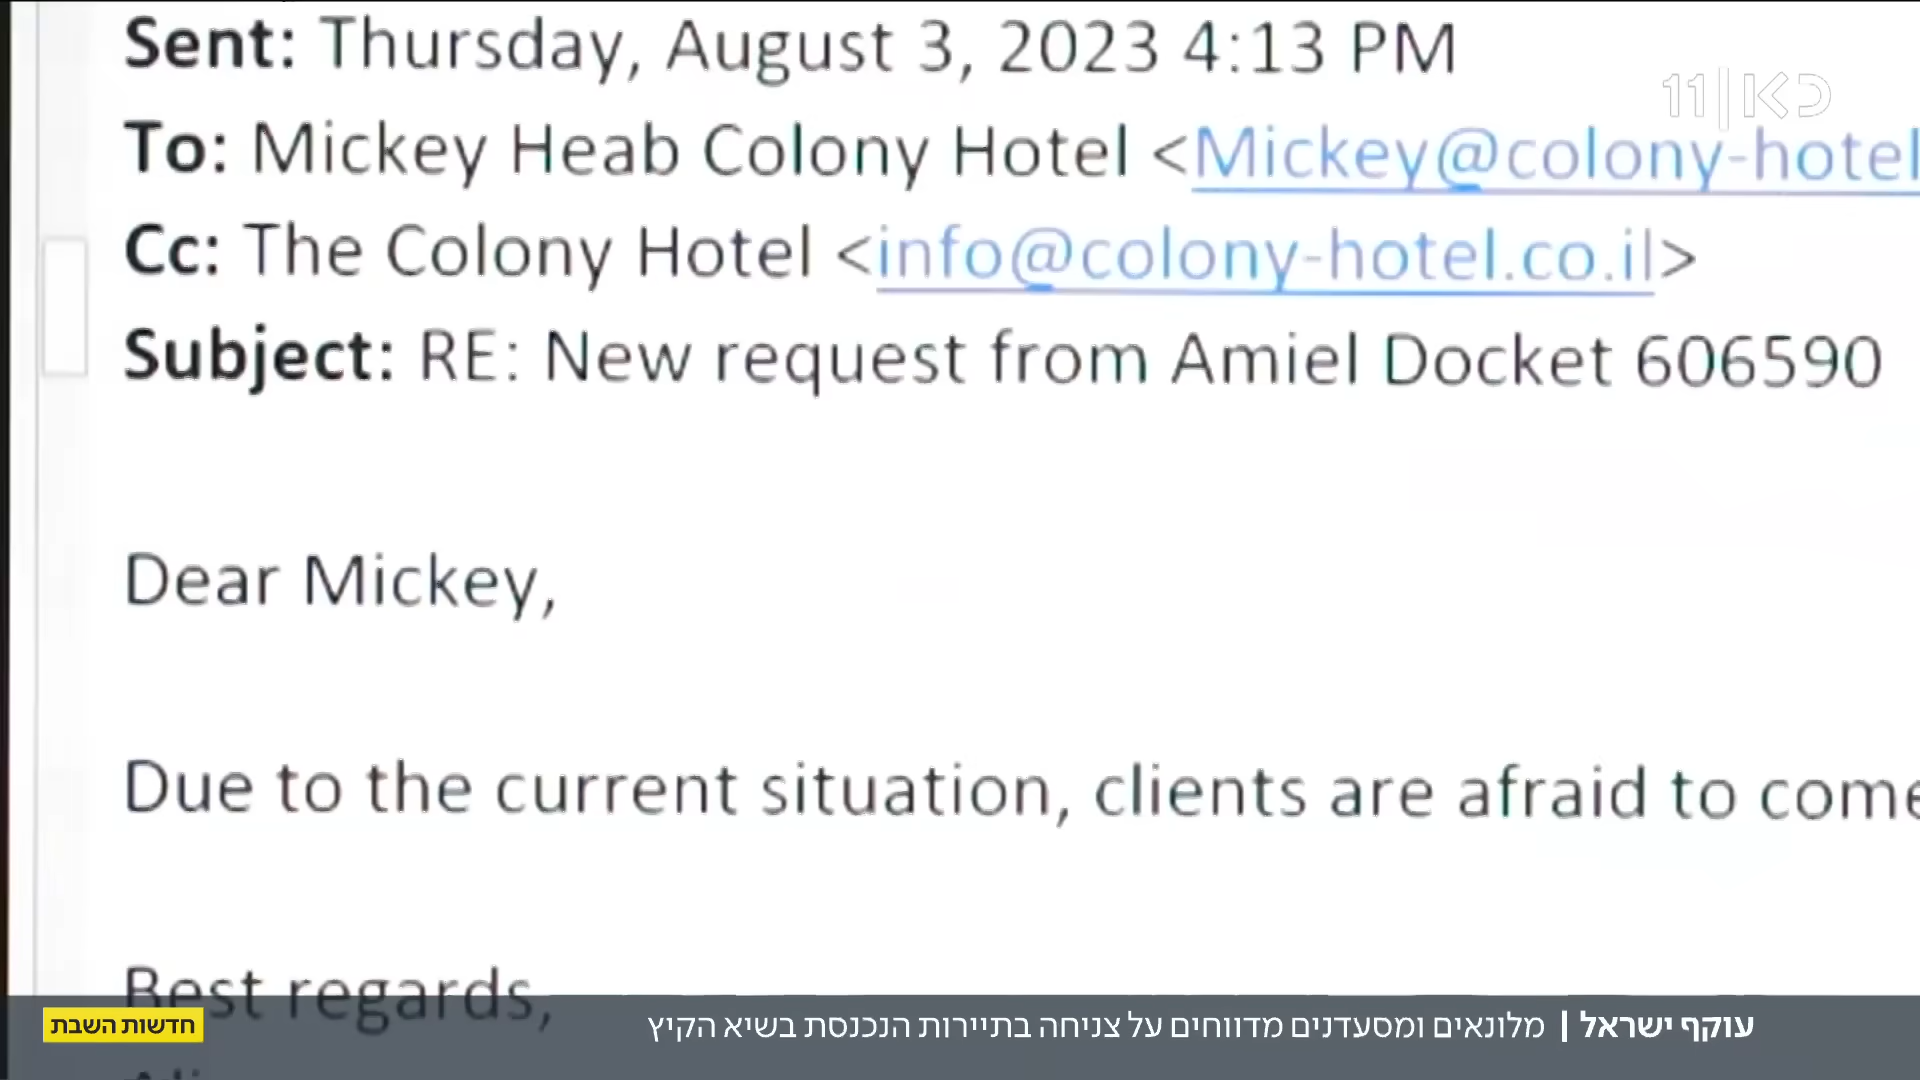 Sent: Thursday, August 3, 2023 4:13 PM
כאן 11
To: Mickey Heab Colony Hotel <Mickey@colony-hotel
Cc: The Colony Hotel <info@colony-hotel.co.il>
Subject: RE: New request from Amiel Docket 606590
Dear Mickey,
Due to the current situation, clients are afraid to come
Best regards,
עוקף ישראל | מלונאים ומסעדנים מדווחים על צניחה בתיירות הנכנסת בשיא הקיץ
חדשות השבת